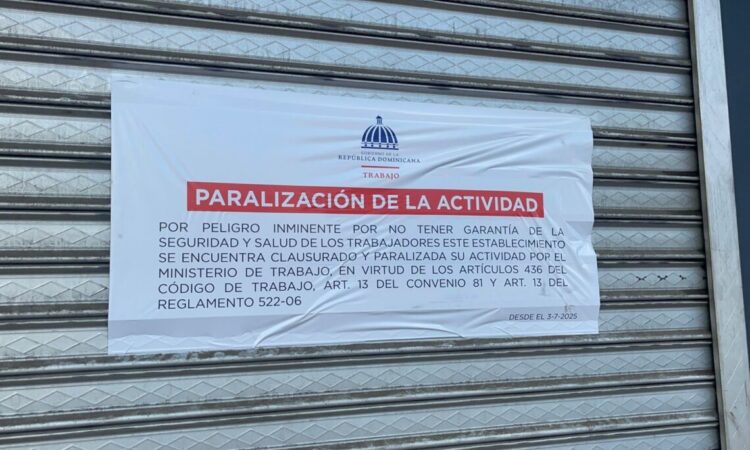 GOBIERNO DE LA
REPÚBLICA DOMINICANA
TRABAJO
PARALIZACIÓN DE LA ACTIVIDAD
POR PELIGRO INMINENTE POR NO TENER GARANTÍA DE LA
SEGURIDAD Y SALUD DE LOS TRABAJADORES ESTE ESTABLECIMIENTO
SE ENCUENTRA CLAUSURADO Y PARALIZADA SU ACTIVIDAD POR EL
MINISTERIO DE TRABAJO, EN VIRTUD DE LOS ARTÍCULOS 436 DEL
CÓDIGO DE TRABAJO, ART. 13 DEL CONVENIO 81 Y ART. 13 DEL
REGLAMENTO 522-06
DESDE EL 3-7-2025